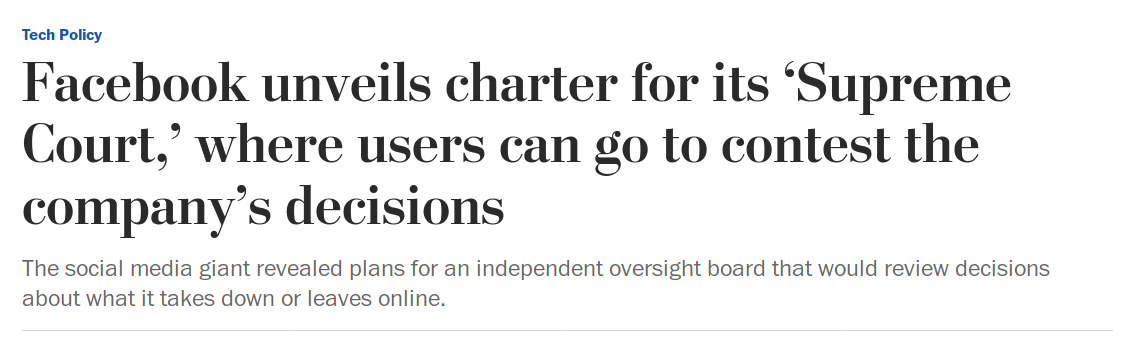 Tech Policy
Facebook unveils charter for its ‘Supreme
Court,’ where users can go to contest the
company’s decisions
The social media giant revealed plans for an independent oversight board that would review decisions
about what it takes down or leaves online.